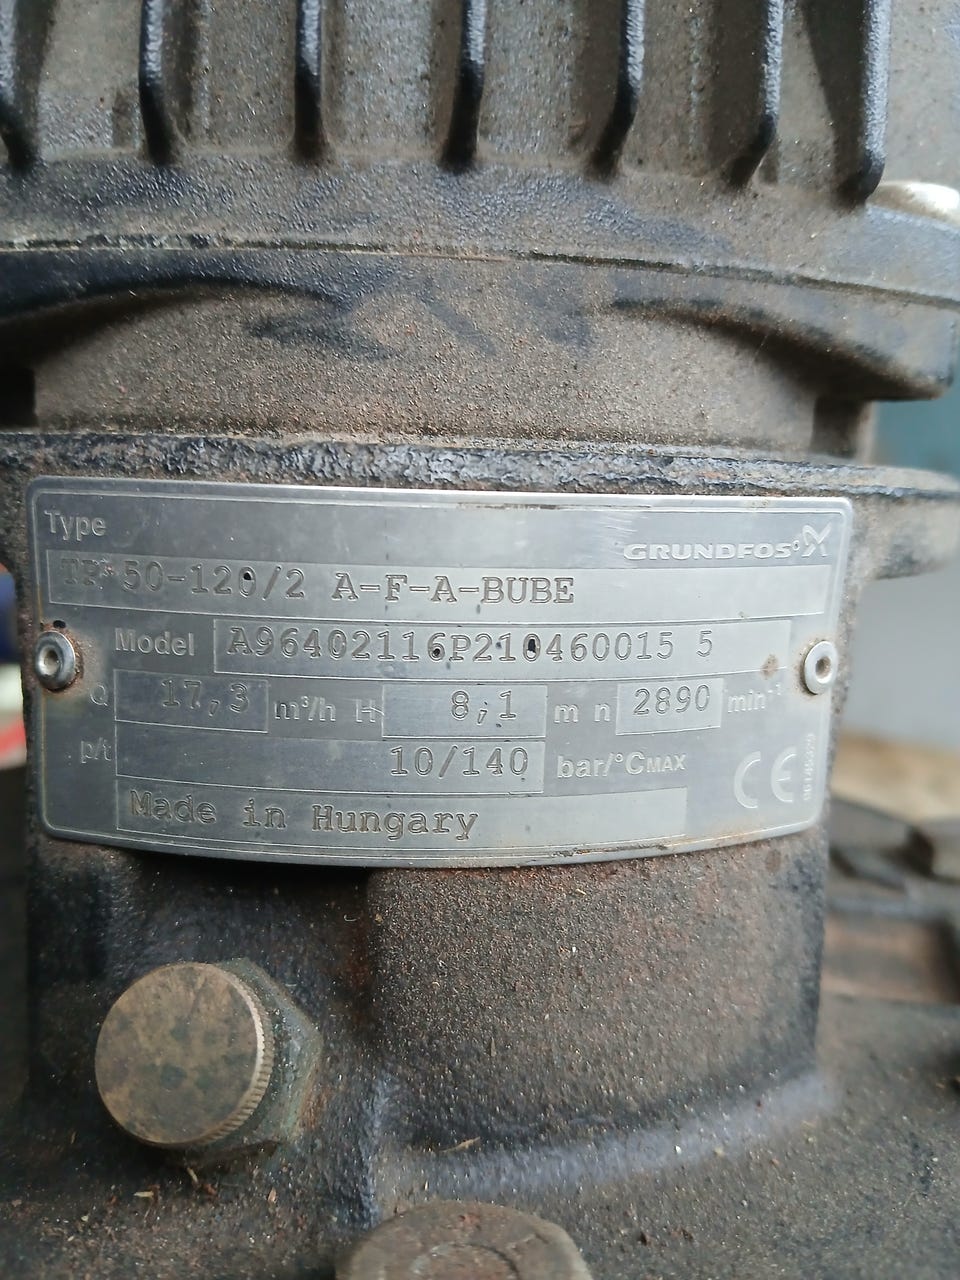 Type
GRUNDFOS
TP 50-120/2 A-F-A-BUBE
Model A96402116P210460015 5
Q 17,3 m³/h H 8,1 m n 2890 min⁻¹
p/t 10/140 bar/°CMAX
CE
Made in Hungary